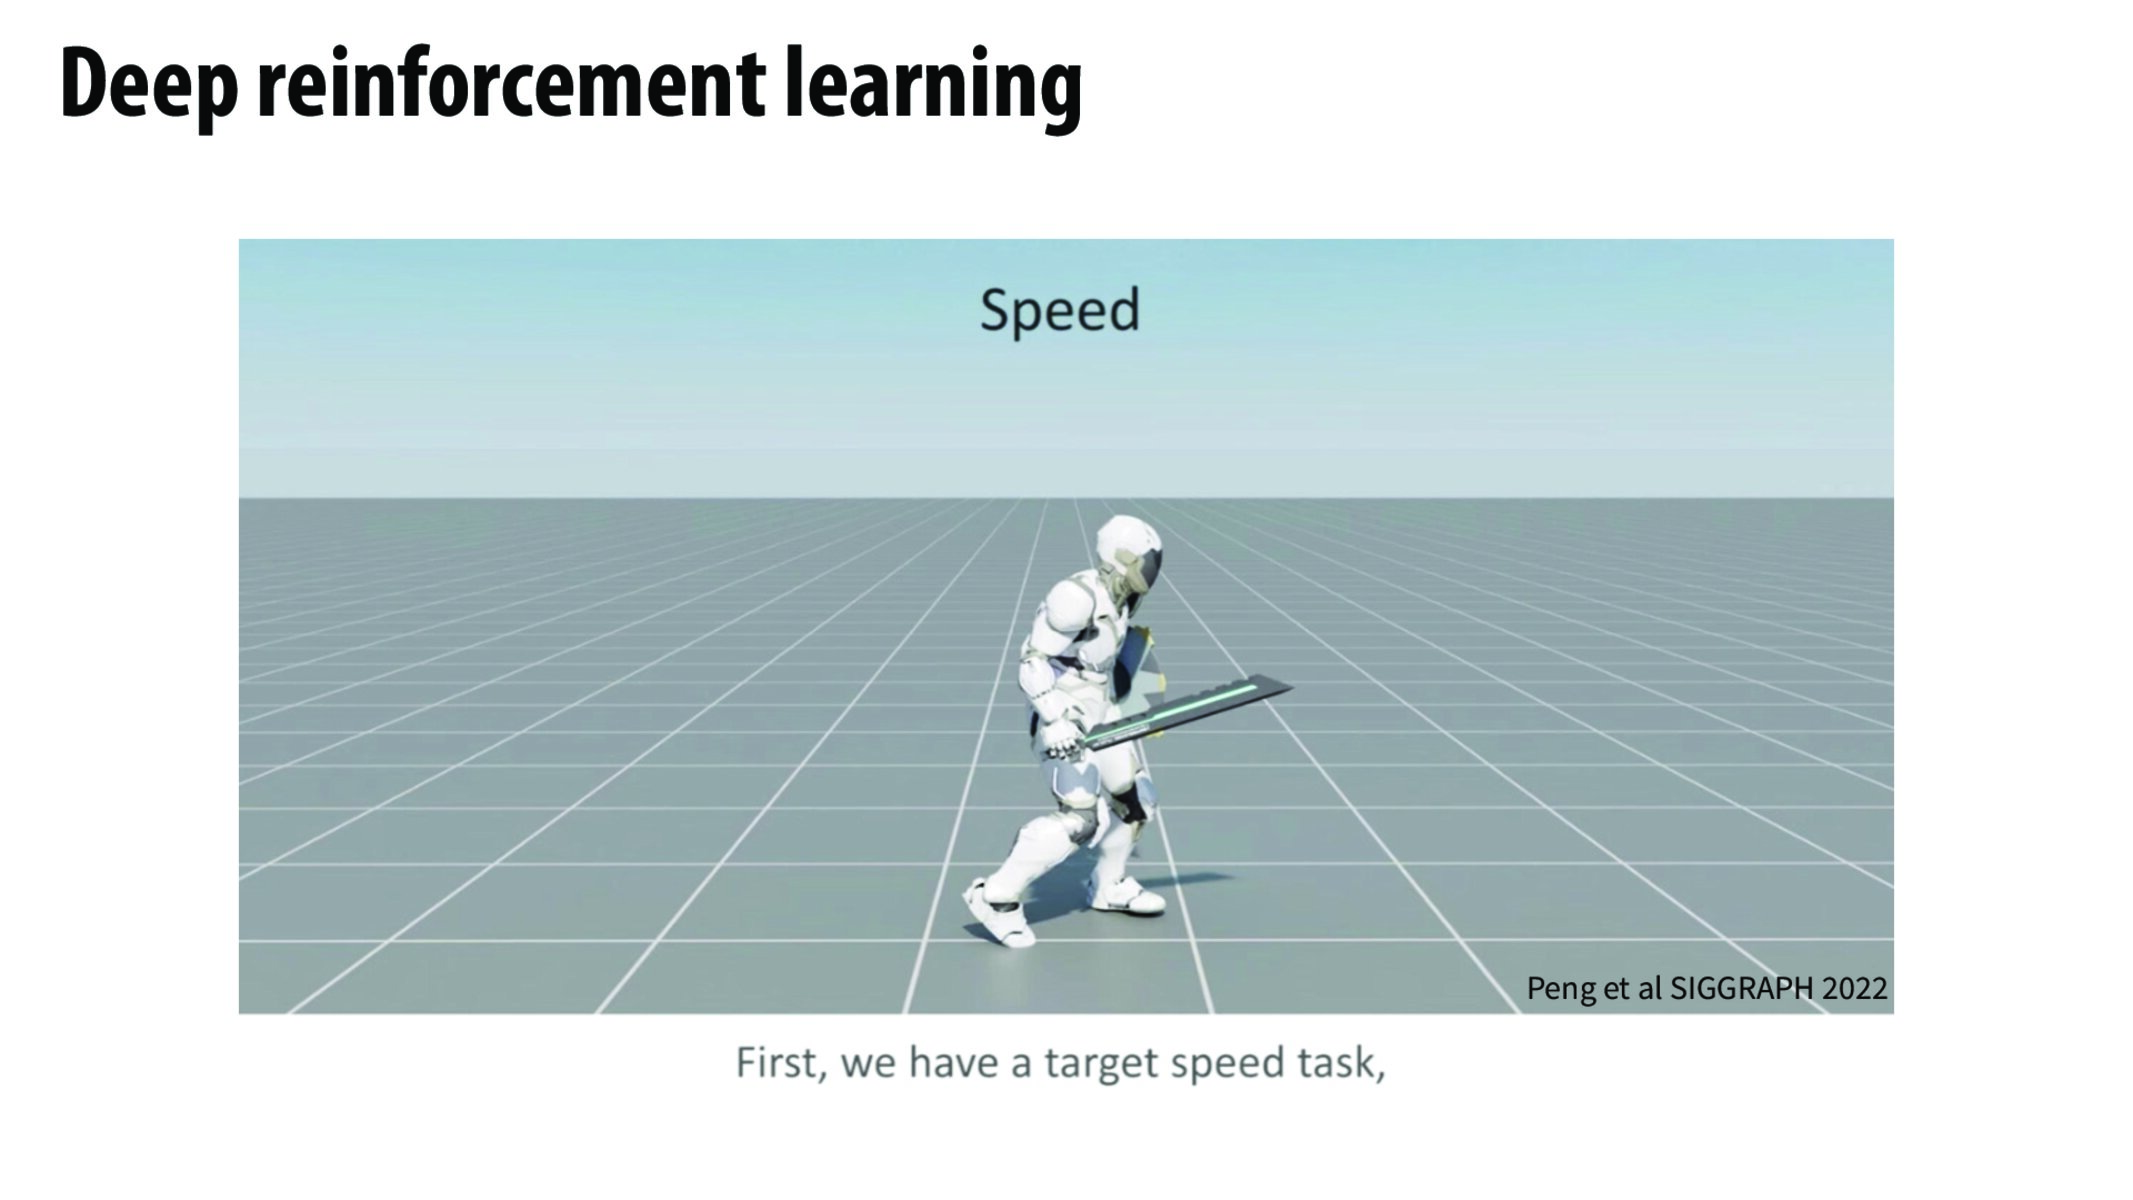 Deep reinforcement learning
Speed
Peng et al SIGGRAPH 2022
First, we have a target speed task,